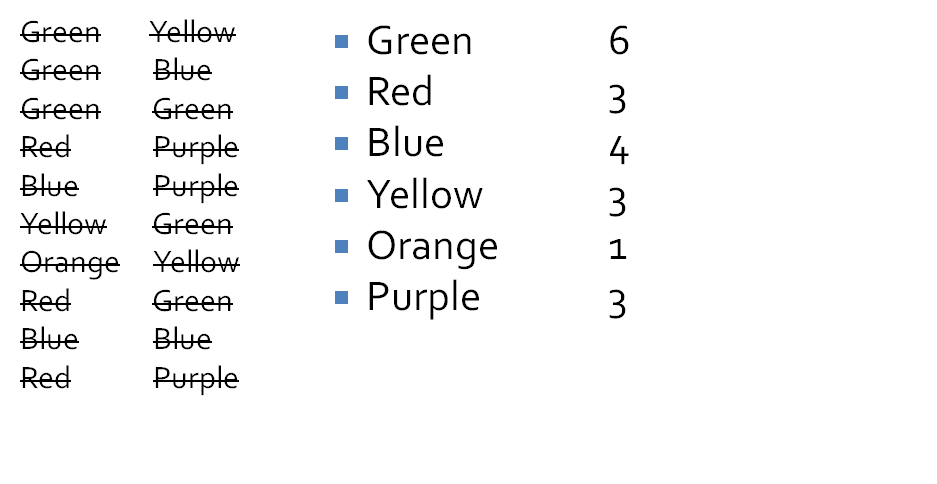 Green Yellow
Green Blue
Green Green
Red Purple
Blue Purple
Yellow Green
Orange Yellow
Red Green
Blue Blue
Red Purple
Green 6
Red 3
Blue 4
Yellow 3
Orange 1
Purple 3